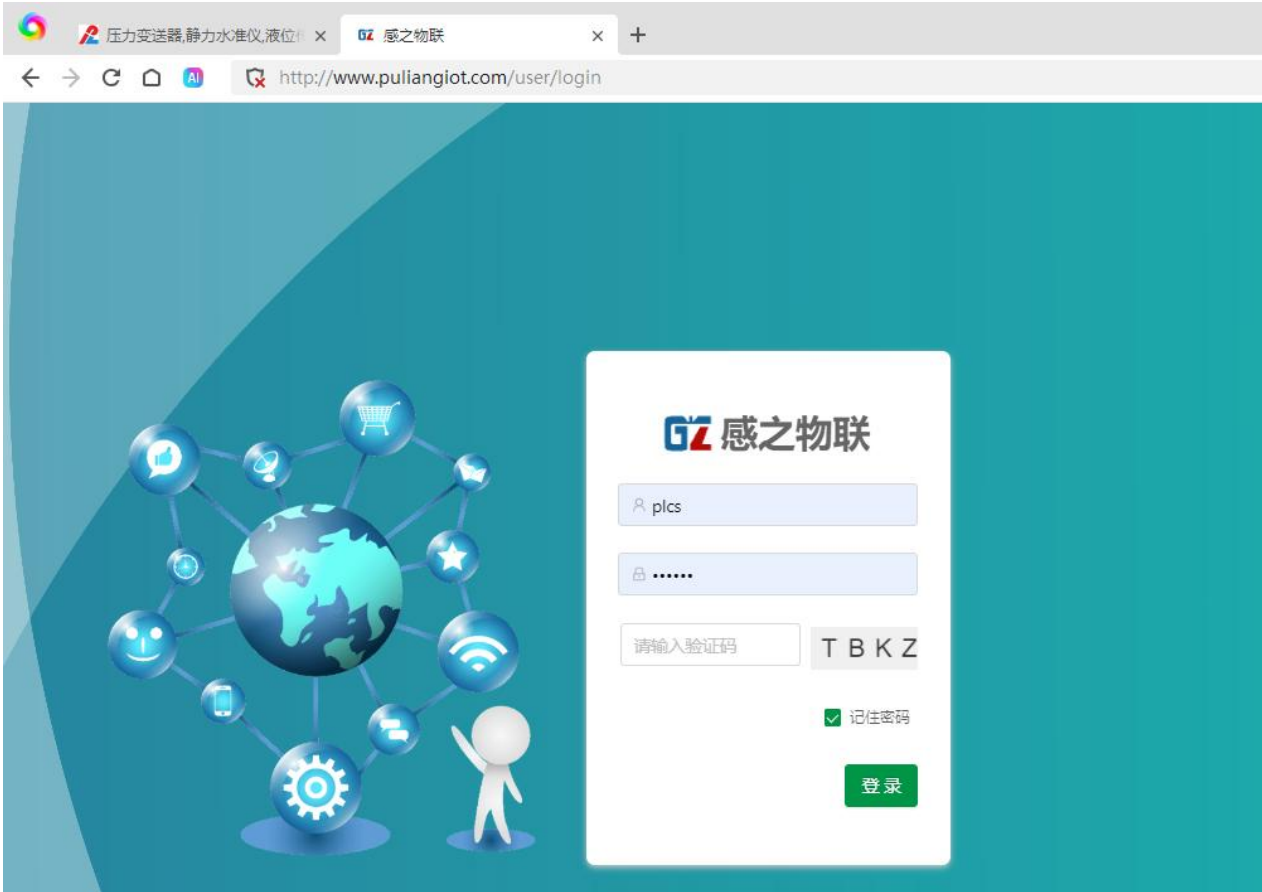 压力变送器,静力水准仪,液位
感之物联
AI
http://www.puliangiot.com/user/login
GZ 感之物联
plcs
••••••
请输入验证码
T B K Z
记住密码
登录